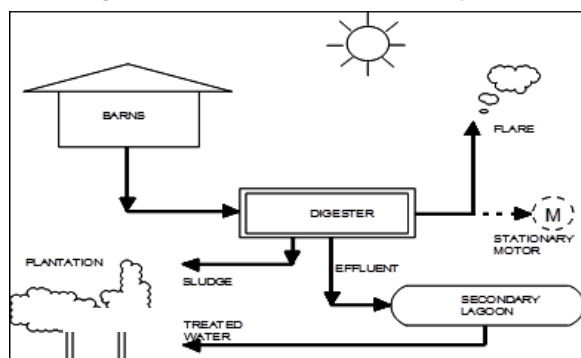 BARNS
FLARE
DIGESTER
M
STATIONARY
MOTOR
PLANTATION
SLUDGE
EFFLUENT
SECONDARY
LAGOON
TREATED
WATER